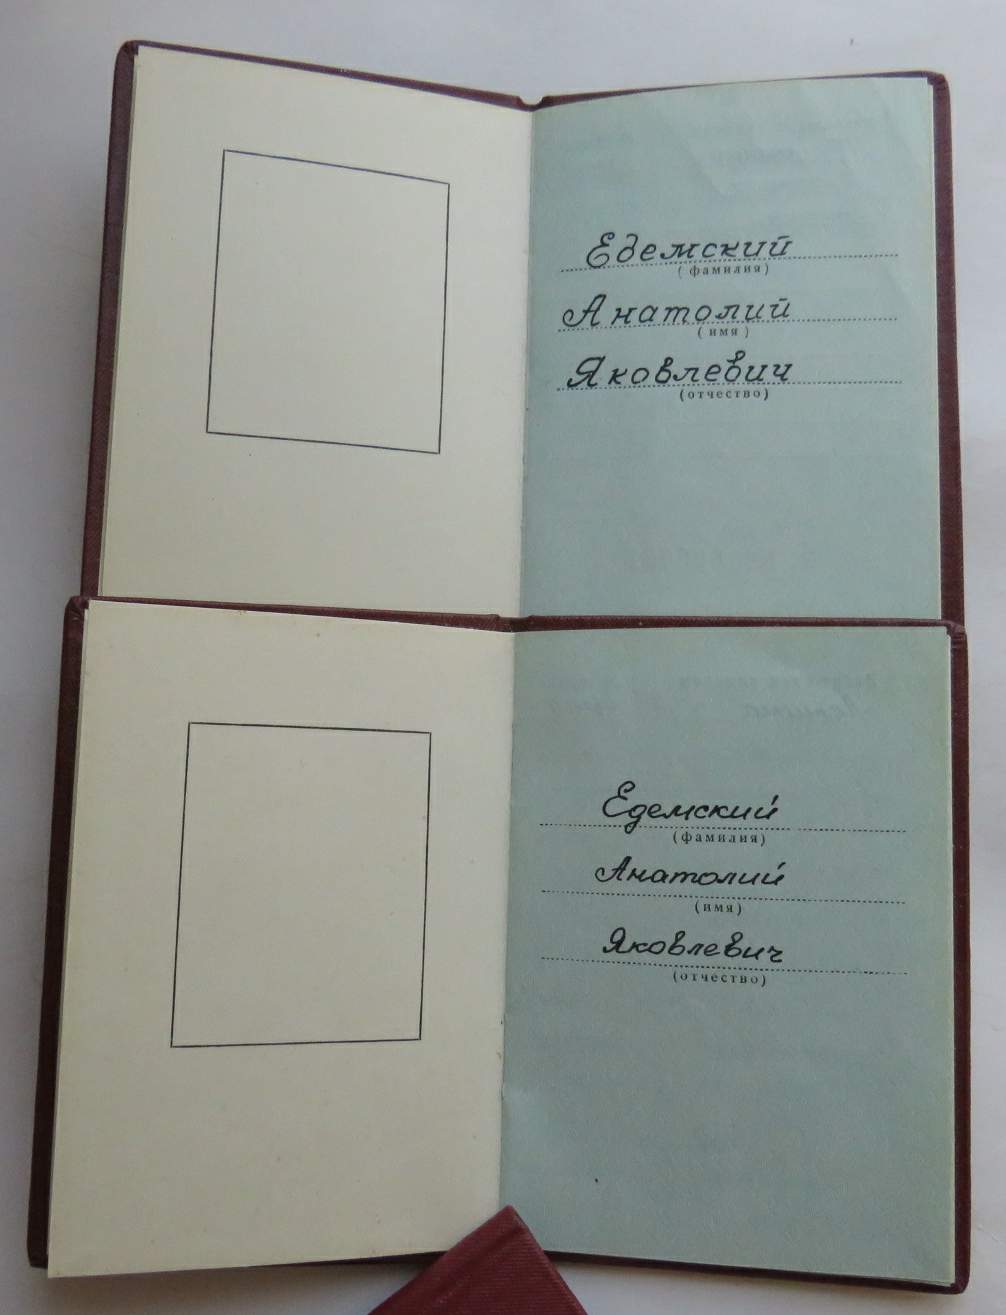 Едемский
(фамилия)
Анатолий
(имя)
Яковлевич
(отчество)
Едемский
(фамилия)
Анатолий
(имя)
Яковлевич
(отчество)